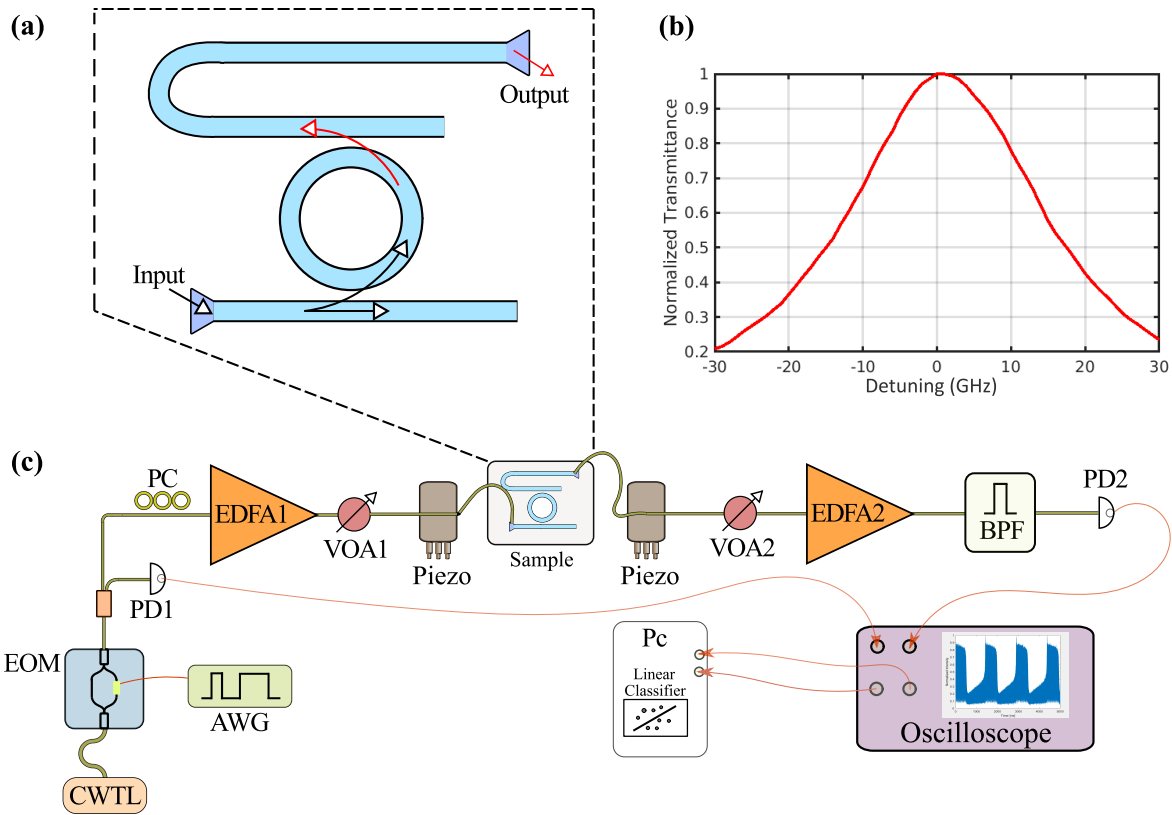 (a)
Output
Input
(b)
Normalized Transmittance
1
0.9
0.8
0.7
0.6
0.5
0.4
0.3
0.2
-30
-20
-10
0
10
20
30
Detuning (GHz)
(c)
PC
EDFA1
VOA1
Piezo
Sample
Piezo
VOA2
EDFA2
BPF
PD2
PD1
EOM
AWG
CWTL
Pc
Linear
Classifier
Oscilloscope